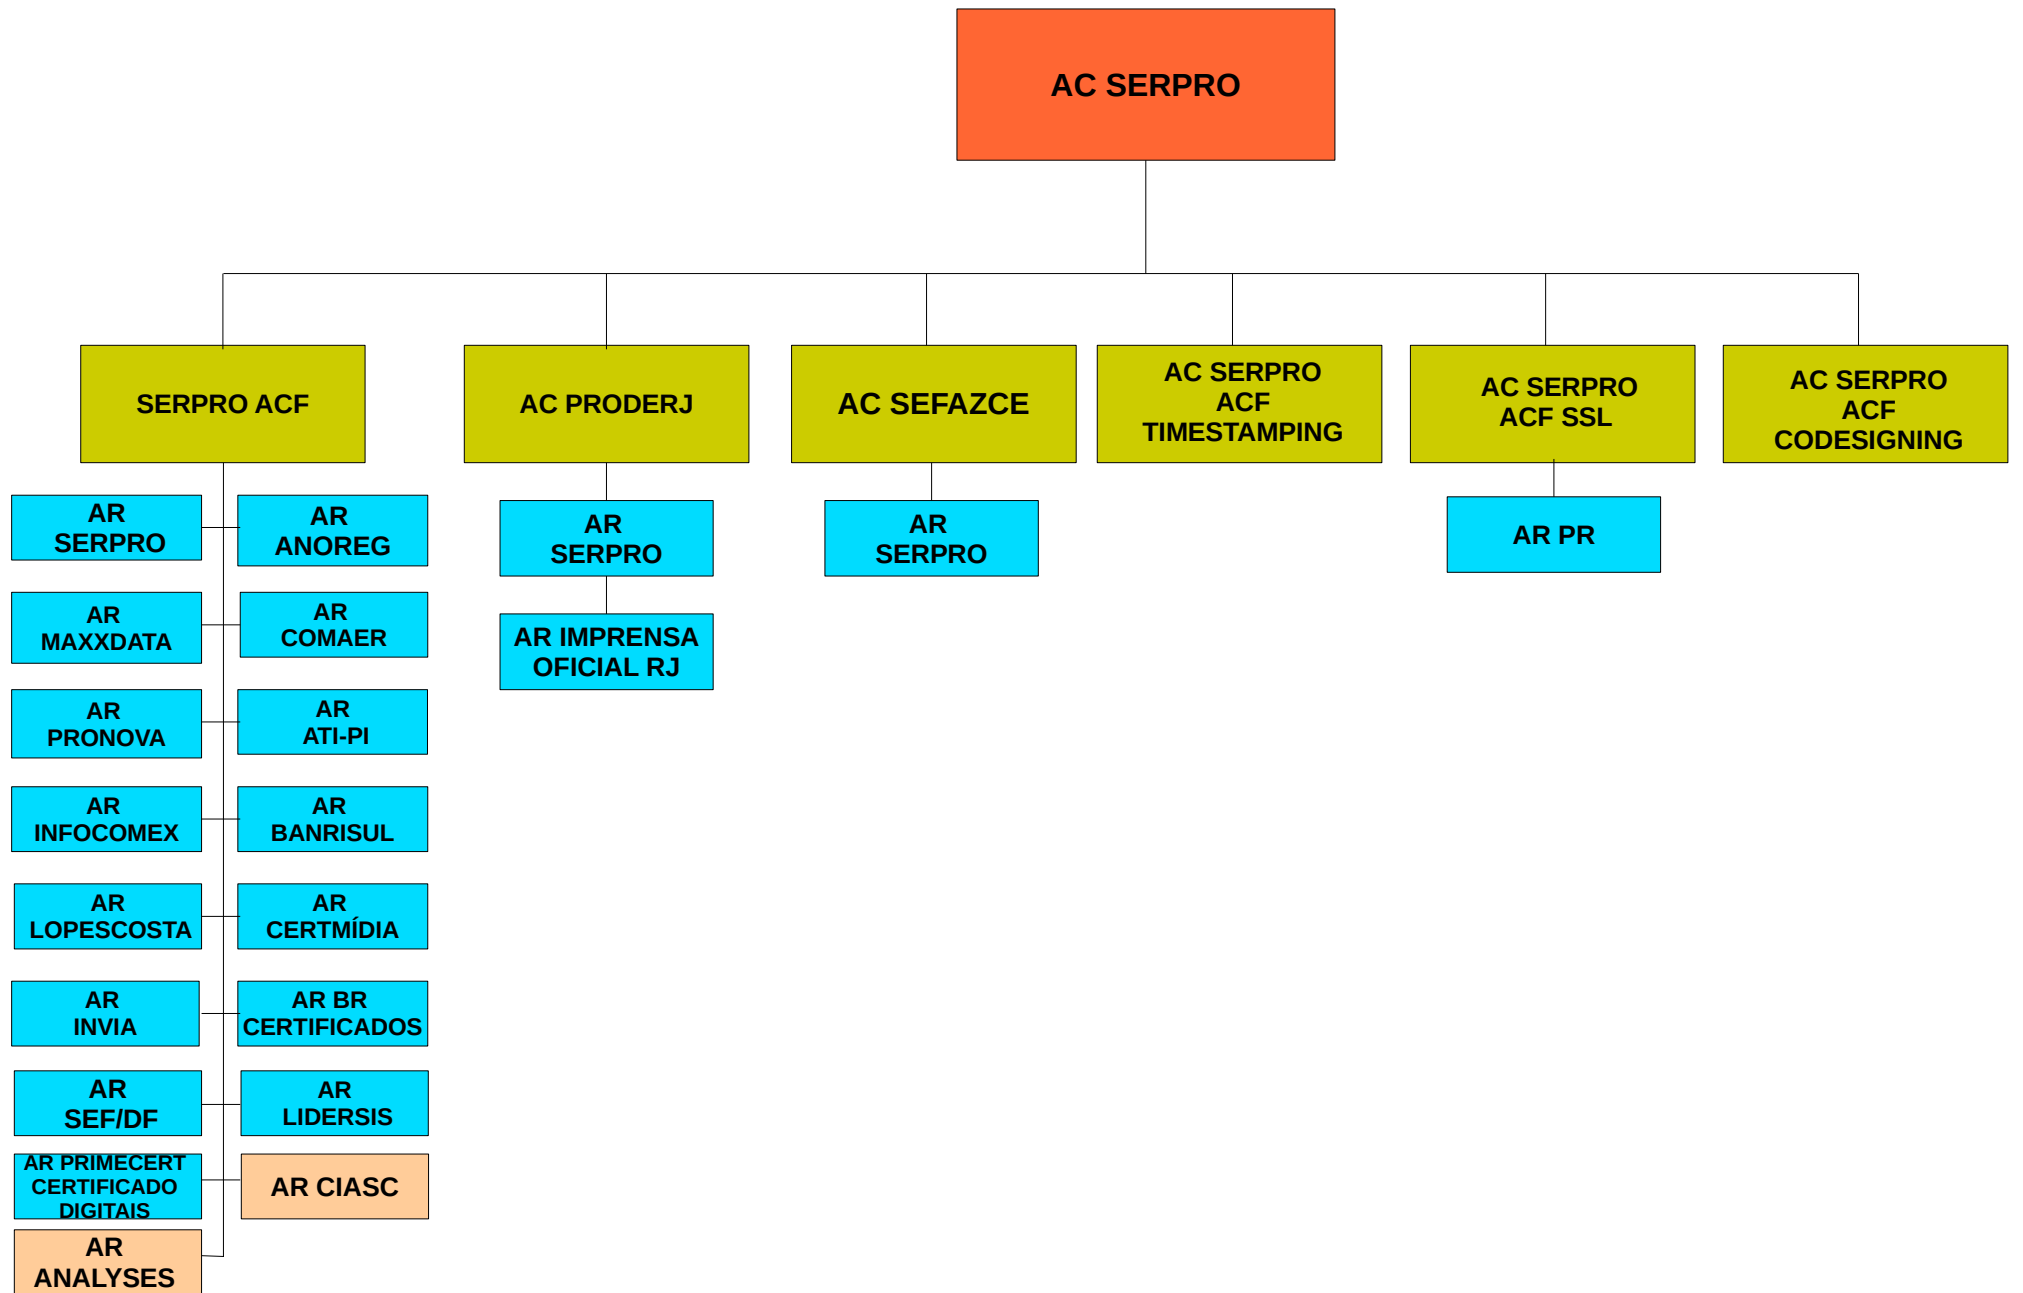 AC SERPRO
SERPRO ACF
AC PRODERJ
AC SEFAZCE
AC SERPRO
ACF
TIMESTAMPING
AC SERPRO
ACF SSL
AC SERPRO
ACF
CODESIGNING
AR
SERPRO
AR
ANOREG
AR
MAXXDATA
AR
COMAER
AR
PRONOVA
AR
ATI-PI
AR
INFOCOMEX
AR
BANRISUL
AR
LOPESCOSTA
AR
CERTMÍDIA
AR
INVIA
AR BR
CERTIFICADOS
AR
SEF/DF
AR
LIDERSIS
AR PRIMECERT
CERTIFICADO
DIGITAIS
AR CIASC
AR
ANALYSES
AR
SERPRO
AR IMPRENSA
OFICIAL RJ
AR
SERPRO
AR PR